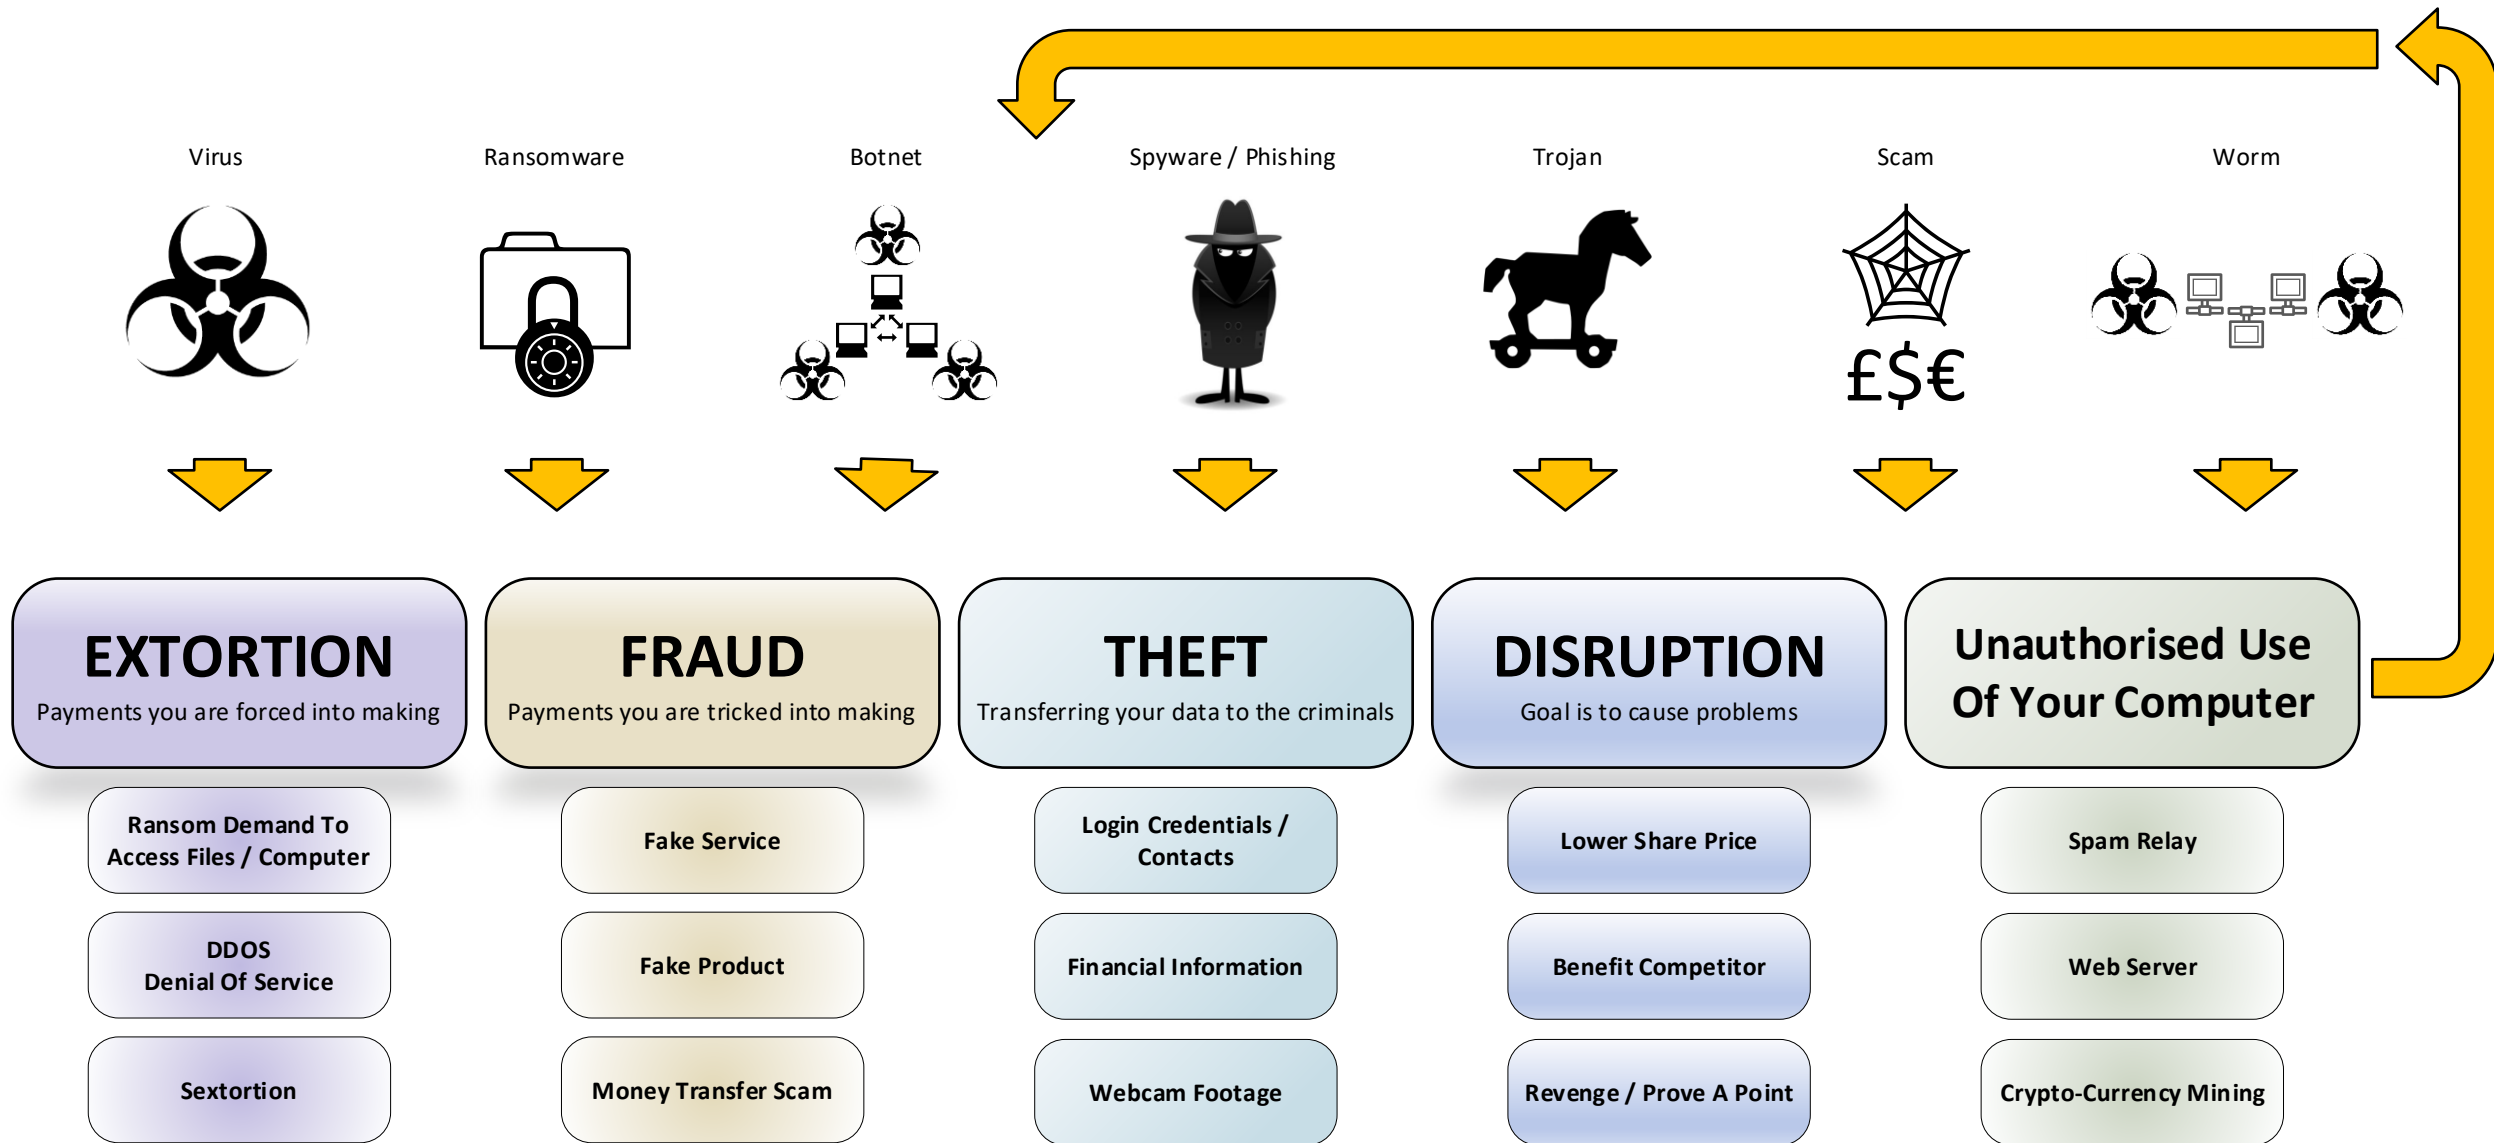 Virus
Ransomware
Botnet
Spyware / Phishing
Trojan
Scam
Worm
£$€
EXTORTION
Payments you are forced into making
FRAUD
Payments you are tricked into making
THEFT
Transferring your data to the criminals
DISRUPTION
Goal is to cause problems
Unauthorised Use
Of Your Computer
Ransom Demand To
Access Files / Computer
Fake Service
Login Credentials /
Contacts
Lower Share Price
Spam Relay
DDOS
Denial Of Service
Fake Product
Financial Information
Benefit Competitor
Web Server
Sextortion
Money Transfer Scam
Webcam Footage
Revenge / Prove A Point
Crypto-Currency Mining